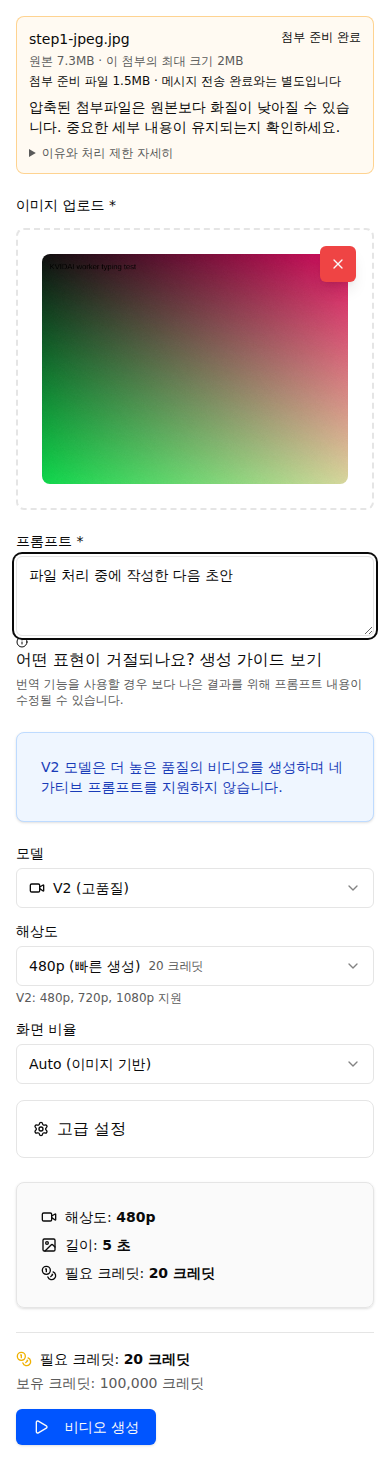 step1-jpeg.jpg 첨부 준비 완료
원본 7.3MB · 이 첨부의 최대 크기 2MB
첨부 준비 파일 1.5MB · 메시지 전송 완료와는 별도입니다
압축된 첨부파일은 원본보다 화질이 낮아질 수 있습
니다. 중요한 세부 내용이 유지되는지 확인하세요.
▶ 이유와 처리 제한 자세히
이미지 업로드 *
프롬프트 *
파일 처리 중에 작성한 다음 초안
어떤 표현이 거절되나요? 생성 가이드 보기
번역 기능을 사용할 경우 보다 나은 결과를 위해 프롬프트 내용이
수정될 수 있습니다.
V2 모델은 더 높은 품질의 비디오를 생성하며 네
가티브 프롬프트를 지원하지 않습니다.
모델
V2 (고품질)
해상도
480p (빠른 생성) 20 크레딧
V2: 480p, 720p, 1080p 지원
화면 비율
Auto (이미지 기반)
고급 설정
해상도: 480p
길이: 5 초
필요 크레딧: 20 크레딧
필요 크레딧: 20 크레딧
보유 크레딧: 100,000 크레딧
비디오 생성